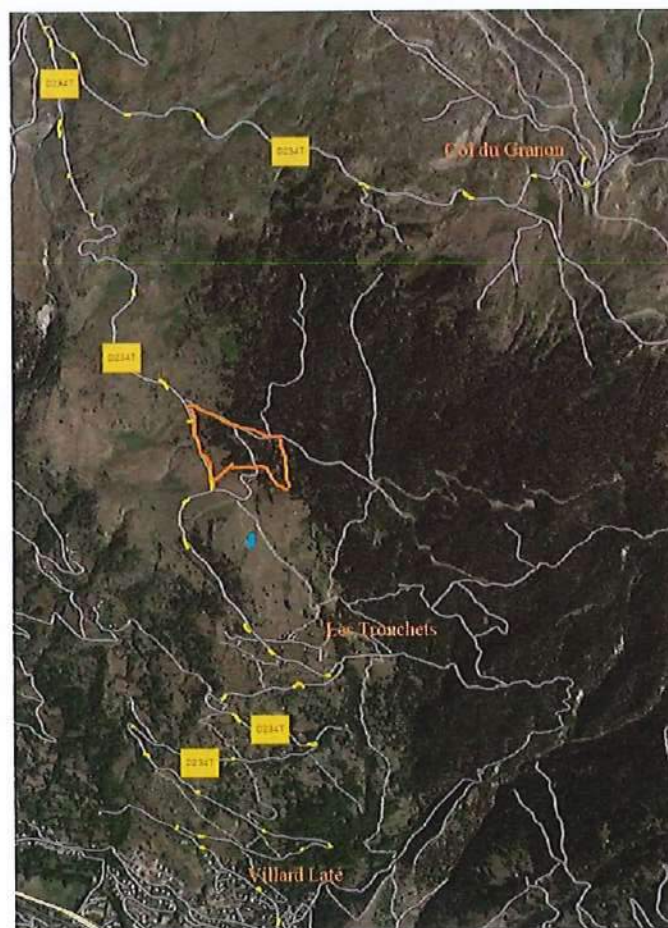 D234T
D234T
Col du Granon
D234T
Les Tronchets
D234T
D234T
Villard Laté